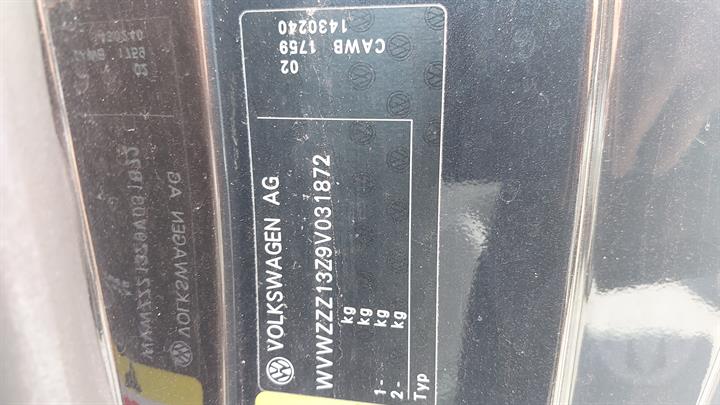 VOLKSWAGEN AG
WVWZZZ13Z9V031872
kg
kg
1- kg
2- kg
Typ
02
CAWB 1759
1430240